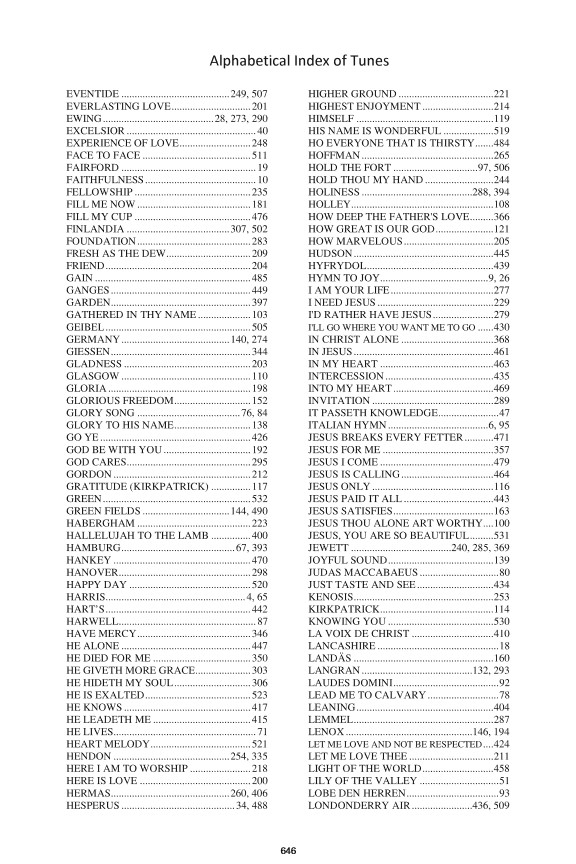 Alphabetical Index of Tunes
EVENTIDE ......................................... 249, 507
EVERLASTING LOVE .............................. 201
EWING .......................................... 28, 273, 290
EXCELSIOR ................................................ 40
EXPERIENCE OF LOVE ........................... 248
FACE TO FACE ......................................... 511
FAIRFORD .................................................. 19
FAITHFULNESS .......................................... 10
FELLOWSHIP ............................................ 235
FILL ME NOW ........................................... 181
FILL MY CUP ............................................ 476
FINLANDIA ....................................... 307, 502
FOUNDATION ........................................... 283
FRESH AS THE DEW ................................ 209
FRIEND ....................................................... 204
GAIN ........................................................... 485
GANGES ..................................................... 449
GARDEN ..................................................... 397
GATHERED IN THY NAME .................... 103
GEIBEL ....................................................... 505
GERMANY ......................................... 140, 274
GIESSEN ..................................................... 344
GLADNESS ................................................ 203
GLASGOW ................................................. 110
GLORIA ...................................................... 198
GLORIOUS FREEDOM ............................. 152
GLORY SONG ....................................... 76, 84
GLORY TO HIS NAME ............................. 138
GO YE ......................................................... 426
GOD BE WITH YOU ................................. 192
GOD CARES ............................................... 295
GORDON .................................................... 212
GRATITUDE (KIRKPATRICK) ............... 117
GREEN ........................................................ 532
GREEN FIELDS ................................. 144, 490
HABERGHAM ........................................... 223
HALLELUJAH TO THE LAMB ............... 400
HAMBURG ........................................... 67, 393
HANKEY .................................................... 470
HANOVER .................................................. 298
HAPPY DAY .............................................. 520
HARRIS ..................................................... 4, 65
HART'S ....................................................... 442
HARWELL .................................................... 87
HAVE MERCY ........................................... 346
HE ALONE ................................................. 447
HE DIED FOR ME ..................................... 350
HE GIVETH MORE GRACE ..................... 303
HE HIDETH MY SOUL ............................. 306
HE IS EXALTED ........................................ 523
HE KNOWS ................................................ 417
HE LEADETH ME ..................................... 415
HE LIVES ...................................................... 71
HEART MELODY ...................................... 521
HENDON ............................................ 254, 335
HERE I AM TO WORSHIP ....................... 218
HERE IS LOVE .......................................... 200
HERMAS ............................................. 260, 406
HESPERUS ........................................... 34, 488
HIGHER GROUND .................................... 221
HIGHEST ENJOYMENT ........................... 214
HIMSELF .................................................... 119
HIS NAME IS WONDERFUL ................... 519
HO EVERYONE THAT IS THIRSTY ....... 484
HOFFMAN .................................................. 265
HOLD THE FORT ................................ 97, 506
HOLD THOU MY HAND .......................... 244
HOLINESS .......................................... 288, 394
HOLLEY ...................................................... 108
HOW DEEP THE FATHER'S LOVE ......... 366
HOW GREAT IS OUR GOD ...................... 121
HOW MARVELOUS .................................. 205
HUDSON ..................................................... 445
HYFRYDOL ................................................ 439
HYMN TO JOY ......................................... 9, 26
I AM YOUR LIFE ....................................... 277
I NEED JESUS ............................................ 229
I'D RATHER HAVE JESUS ....................... 279
I'LL GO WHERE YOU WANT ME TO GO ...... 430
IN CHRIST ALONE ................................... 368
IN JESUS ..................................................... 461
IN MY HEART ........................................... 463
INTERCESSION ......................................... 435
INTO MY HEART ...................................... 469
INVITATION .............................................. 289
IT PASSETH KNOWLEDGE ....................... 47
ITALIAN HYMN ...................................... 6, 95
JESUS BREAKS EVERY FETTER ........... 471
JESUS FOR ME .......................................... 357
JESUS I COME ........................................... 479
JESUS IS CALLING ................................... 464
JESUS ONLY .............................................. 116
JESUS PAID IT ALL .................................. 443
JESUS SATISFIES ...................................... 163
JESUS THOU ALONE ART WORTHY .... 100
JESUS, YOU ARE SO BEAUTIFUL ......... 531
JEWETT ...................................... 240, 285, 369
JOYFUL SOUND ........................................ 139
JUDAS MACCABAEUS .............................. 80
JUST TASTE AND SEE ............................. 434
KENOSIS ..................................................... 253
KIRKPATRICK ........................................... 114
KNOWING YOU ........................................ 530
LA VOIX DE CHRIST ............................... 410
LANCASHIRE .............................................. 18
LANDÅS ..................................................... 160
LANGRAN .......................................... 132, 293
LAUDES DOMINI ........................................ 92
LEAD ME TO CALVARY ........................... 78
LEANING .................................................... 404
LEMMEL ..................................................... 287
LENOX ................................................ 146, 194
LET ME LOVE AND NOT BE RESPECTED .... 424
LET ME LOVE THEE ................................ 211
LIGHT OF THE WORLD ........................... 458
LILY OF THE VALLEY .............................. 51
LOBE DEN HERREN ................................... 93
LONDONDERRY AIR ....................... 436, 509
646